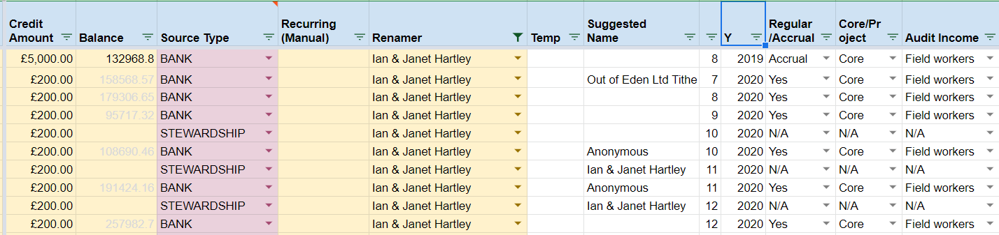 Credit Amount Balance Source Type Recurring (Manual) Renamer Temp Suggested Name Y Regular /Accrual Core/Pr oject Audit Income
£5,000.00 132968.8 BANK Ian & Janet Hartley 8 2019 Accrual Core Field workers
£200.00 158568.57 BANK Ian & Janet Hartley Out of Eden Ltd Tithe 7 2020 Yes Core Field workers
£200.00 179306.65 BANK Ian & Janet Hartley 8 2020 Yes Core Field workers
£200.00 95717.32 BANK Ian & Janet Hartley 9 2020 Yes Core Field workers
£200.00 STEWARDSHIP Ian & Janet Hartley 10 2020 N/A N/A N/A
£200.00 108690.46 BANK Ian & Janet Hartley Anonymous 10 2020 Yes Core Field workers
£200.00 STEWARDSHIP Ian & Janet Hartley Ian & Janet Hartley 11 2020 N/A N/A N/A
£200.00 191424.16 BANK Ian & Janet Hartley Anonymous 11 2020 Yes Core Field workers
£200.00 STEWARDSHIP Ian & Janet Hartley Ian & Janet Hartley 12 2020 N/A N/A N/A
£200.00 257982.7 BANK Ian & Janet Hartley 12 2020 Yes Core Field workers